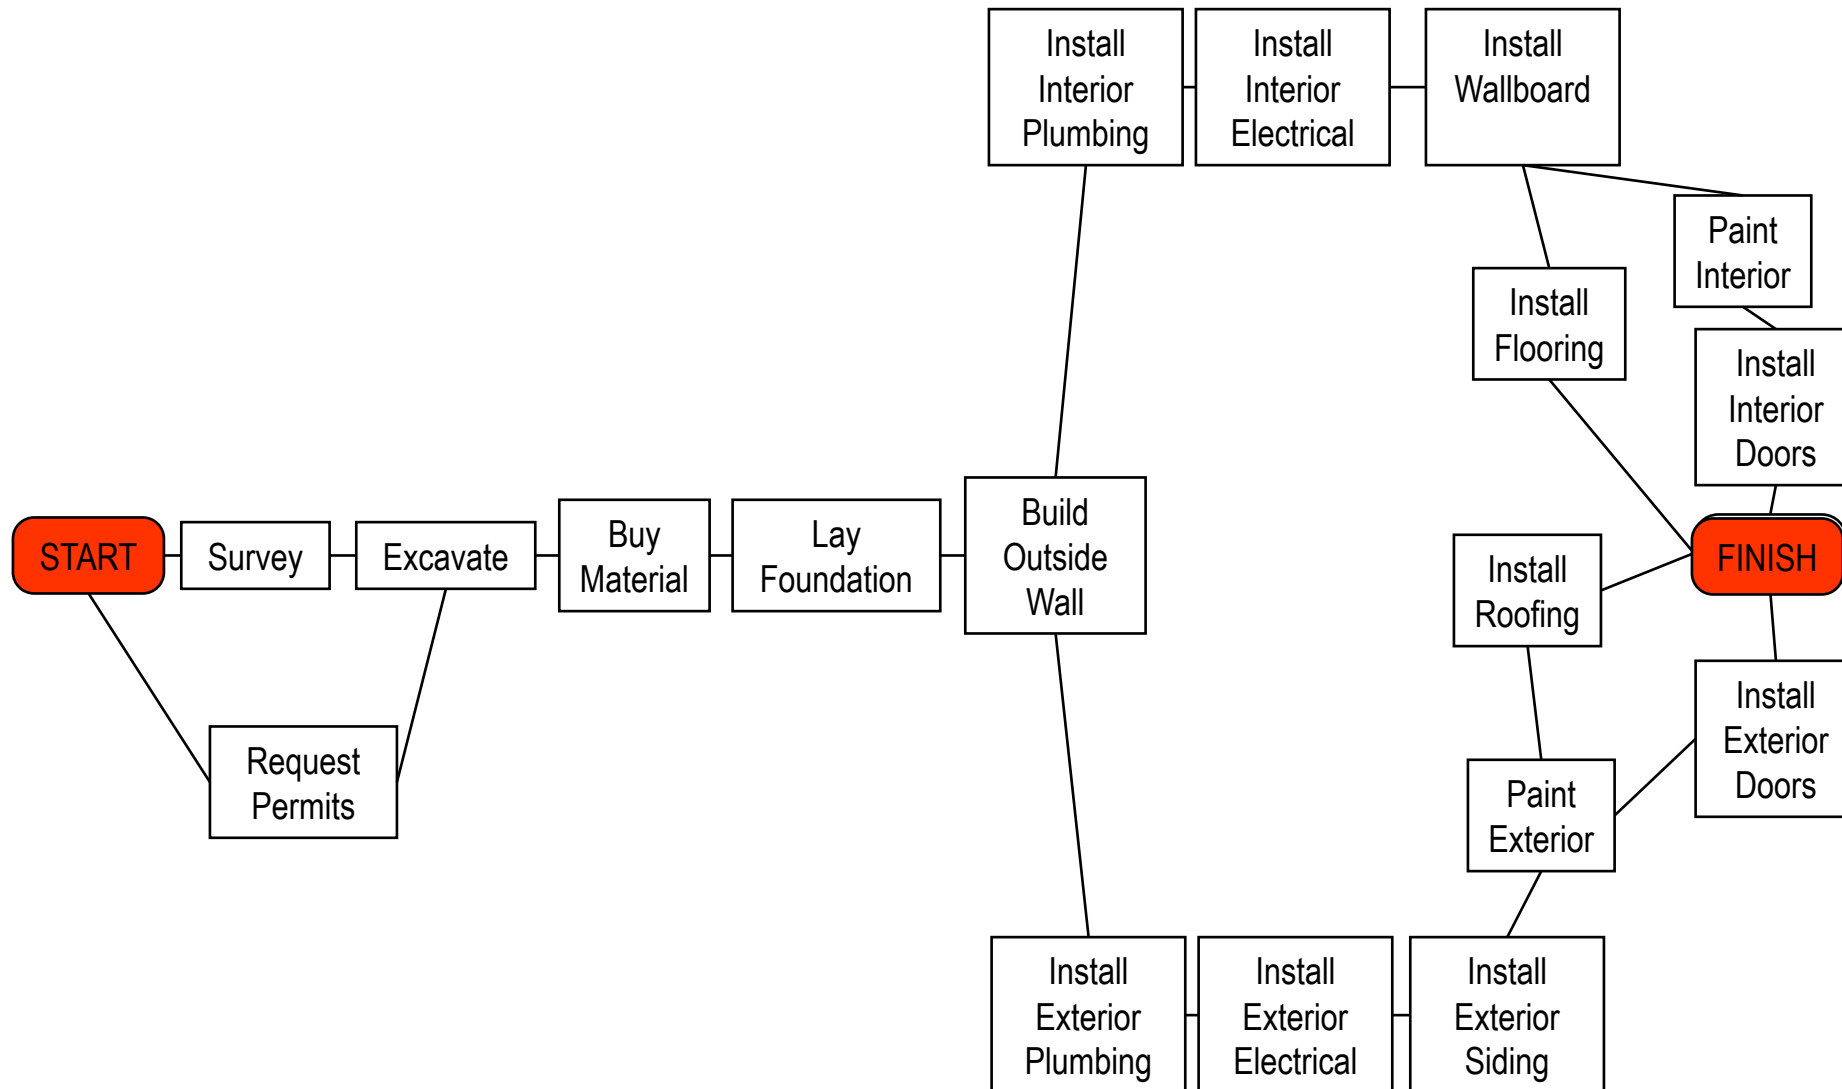 Install
Interior
Plumbing
Install
Interior
Electrical
Install
Wallboard
Paint
Interior
Install
Flooring
Install
Interior
Doors
START
Survey
Excavate
Buy
Material
Lay
Foundation
Build
Outside
Wall
Install
Roofing
FINISH
Request
Permits
Paint
Exterior
Install
Exterior
Doors
Install
Exterior
Plumbing
Install
Exterior
Electrical
Install
Exterior
Siding